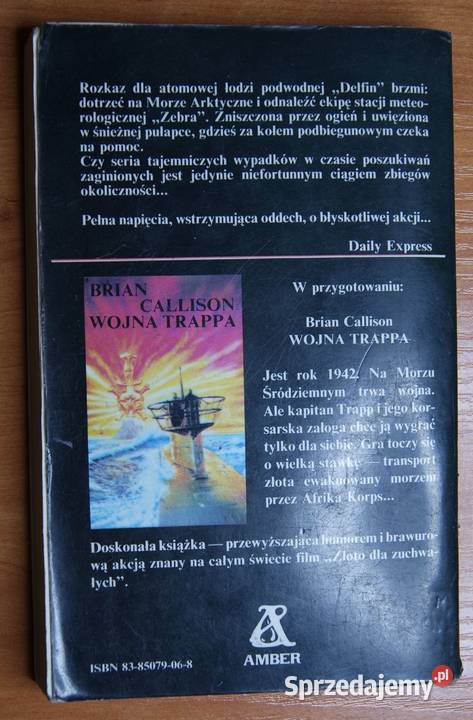 Rozkaz dla atomowej łodzi podwodnej „Delfin” brzmi:
dotrzeć na Morze Arktyczne i odnaleźć ekipę stacji meteo-
rologicznej „Zebra”. Zniszczona przez ogień i uwięziona
w śnieżnej pułapce, gdzieś za kołem podbiegunowym czeka
na pomoc.
Czy seria tajemniczych wypadków w czasie poszukiwań
zaginionych jest jedynie niefortunnym ciągiem zbiegów
okoliczności...
Pełna napięcia, wstrzymująca oddech, o błyskotliwej akcji...
Daily Express
BRIAN
CALLISON
WOJNA TRAPPA
W przygotowaniu:
Brian Callison
WOJNA TRAPPA
Jest rok 1942. Na Morzu
Śródziemnym trwa wojna.
Ale kapitan Trapp i jego kor-
sarska załoga chcę ją wygrać
tylko dla siebie. Gra toczy się
o wielką stawkę — transport
złota ewakuowany morzem
przez Afrika Korps...
Doskonała książka — przewyższająca humorem i brawuro-
wą akcją znany na całym świecie film „Złoto dla zuchwa-
łych”.
AMBER
ISBN 83-85079-06-8
Sprzedajemy.pl